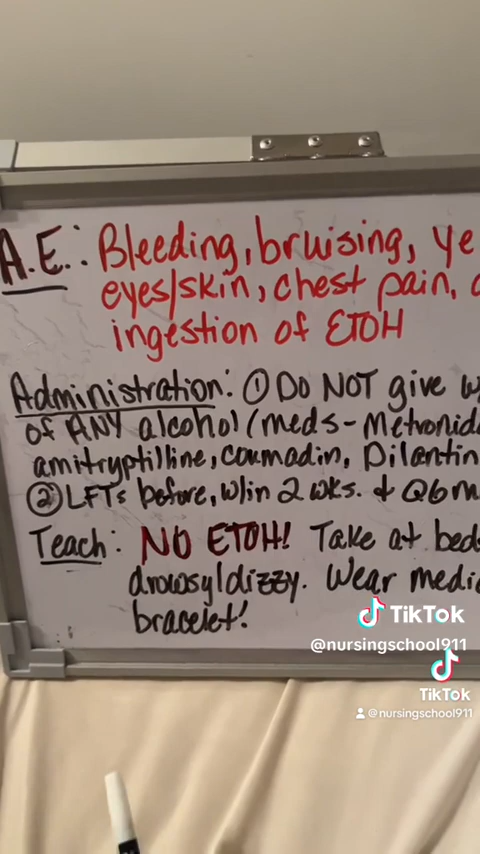 A.E.: Bleeding, bruising, ye
eyes/skin, chest pain,
ingestion of ETOH
Administration: ① DO NOT give w
of ANY alcohol (meds-Metronid
amitryptilline, coumadin, Dilantin
② LFTs before, w/in 2 wks. & Q6m
Teach: NO ETOH! Take at bed
drowsy/dizzy. Wear medic
bracelet!
TikTok
@nursingschool911
TikTok
@nursingschool911